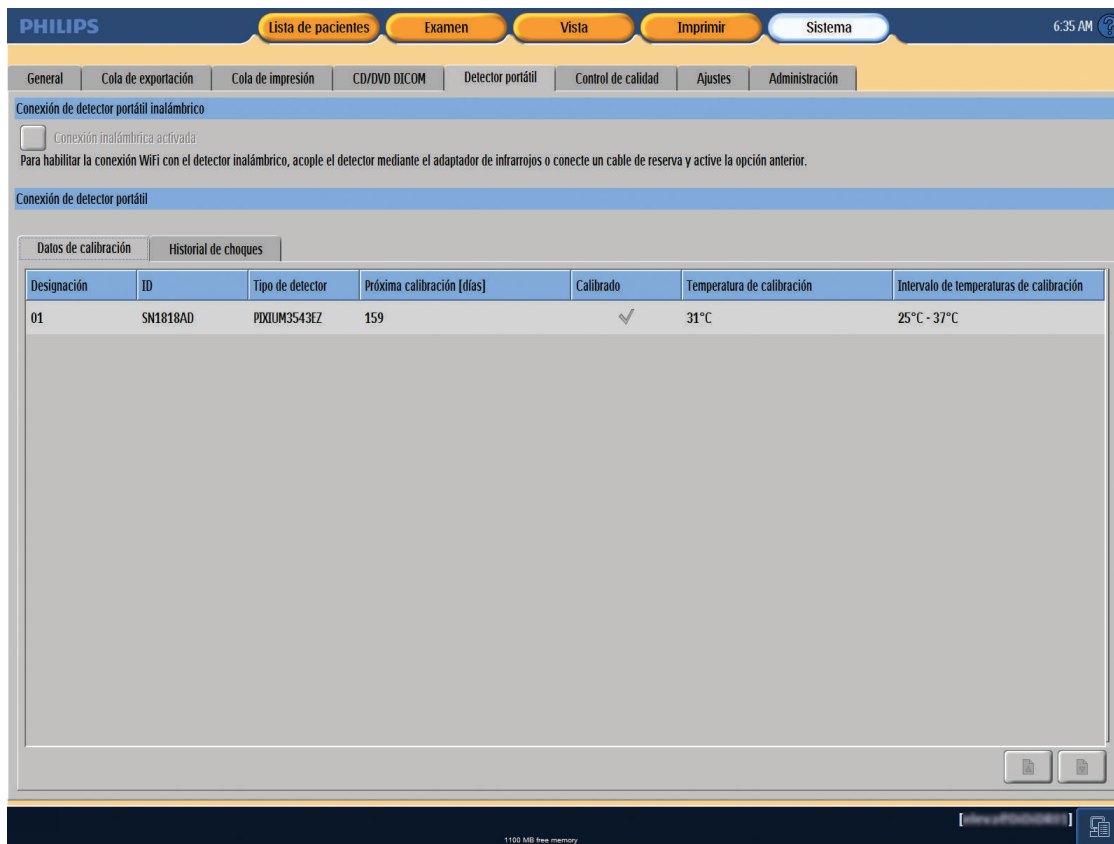 PHILIPS
Lista de pacientes Examen Vista Imprimir Sistema 6:35 AM ?
General Cola de exportación Cola de impresión CD/DVD DICOM Detector portátil Control de calidad Ajustes Administración
Conexión de detector portátil inalámbrico
Conexión inalámbrica activada
Para habilitar la conexión WiFi con el detector inalámbrico, acople el detector mediante el adaptador de infrarrojos o conecte un cable de reserva y active la opción anterior.
Conexión de detector portátil
Datos de calibración Historial de choques
Designación ID Tipo de detector Próxima calibración [días] Calibrado Temperatura de calibración Intervalo de temperaturas de calibración
01 SN1818AD PIXIUM3543EZ 159 ✓ 31°C 25°C - 37°C
[ ]
1100 MB free memory